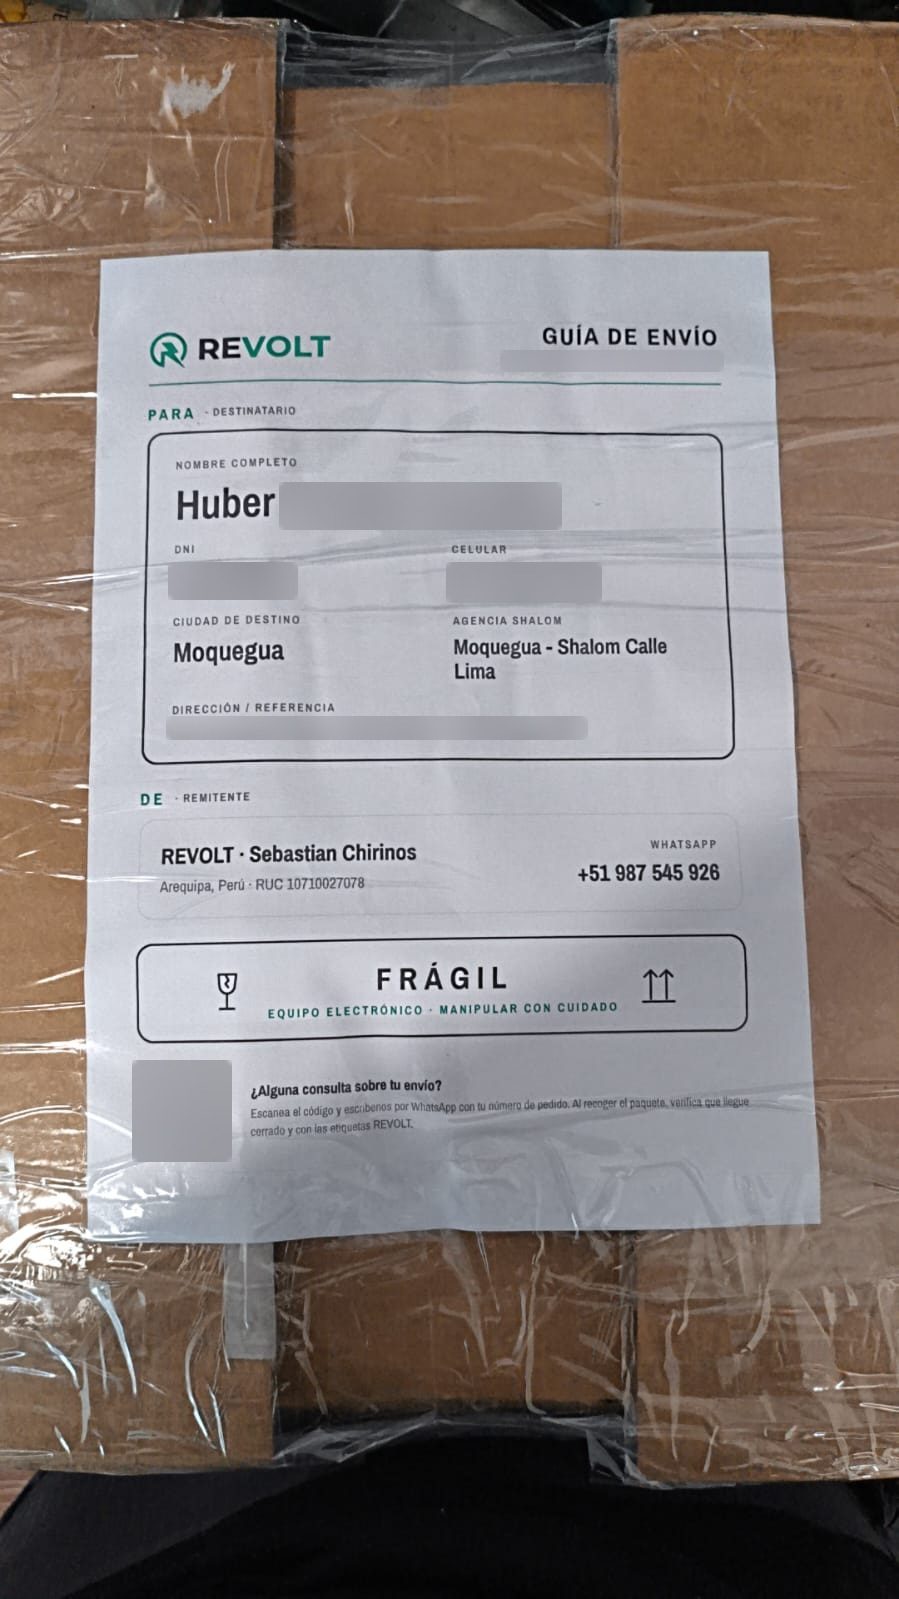 REVOLT
GUÍA DE ENVÍO
PARA · DESTINATARIO
NOMBRE COMPLETO
Huber
DNI
CELULAR
CIUDAD DE DESTINO
AGENCIA SHALOM
Moquegua
Moquegua - Shalom Calle
Lima
DIRECCIÓN / REFERENCIA
DE · REMITENTE
REVOLT · Sebastian Chirinos
WHATSAPP
Arequipa, Perú · RUC 10710027078
+51 987 545 926
FRÁGIL
EQUIPO ELECTRÓNICO · MANIPULAR CON CUIDADO
¿Alguna consulta sobre tu envío?
Escanea el código y escríbenos por WhatsApp con tu número de pedido. Al recoger el paquete, verifica que llegue
cerrado y con las etiquetas REVOLT.